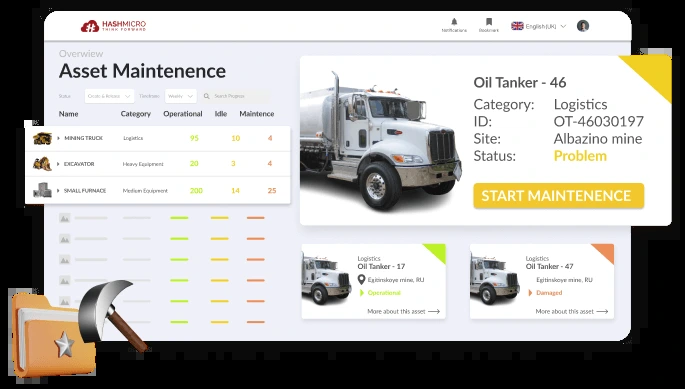 HASHMICRO
THINK FORWARD
Notifications
Bookmark
English(UK)
Overwiew
Asset Maintenence
Status
Create & Release
Timeframe
Weekly
Search Progress
Name Category Operational Idle Maintence
MINING TRUCK Logistics 95 10 4
EXCAVATOR Heavy Equipment 20 3 4
SMALL FURNACE Medium Equipment 200 14 25
Oil Tanker - 46
Category: Logistics
ID: OT-46030197
Site: Albazino mine
Status: Problem
START MAINTENENCE
Logistics
Oil Tanker - 17
Egitinskoye mine, RU
Operational
More about this asset
Logistics
Oil Tanker - 47
Egitinskoye mine, RU
Damaged
More about this asset